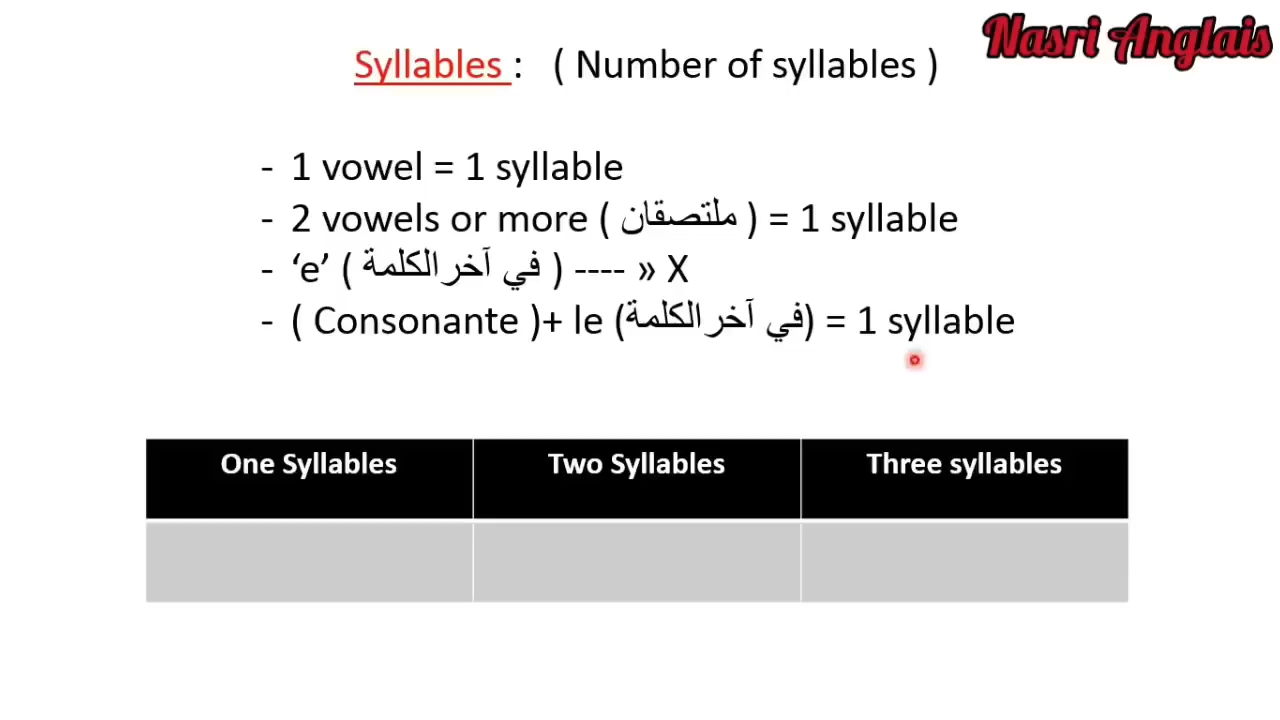 Nasri Anglais
Syllables : ( Number of syllables )
- 1 vowel = 1 syllable
- 2 vowels or more ( ملتصقان ) = 1 syllable
- ‘e’ ( في آخر الكلمة ) ---- » X
- ( Consonante )+ le (في آخر الكلمة) = 1 syllable
One Syllables Two Syllables Three syllables